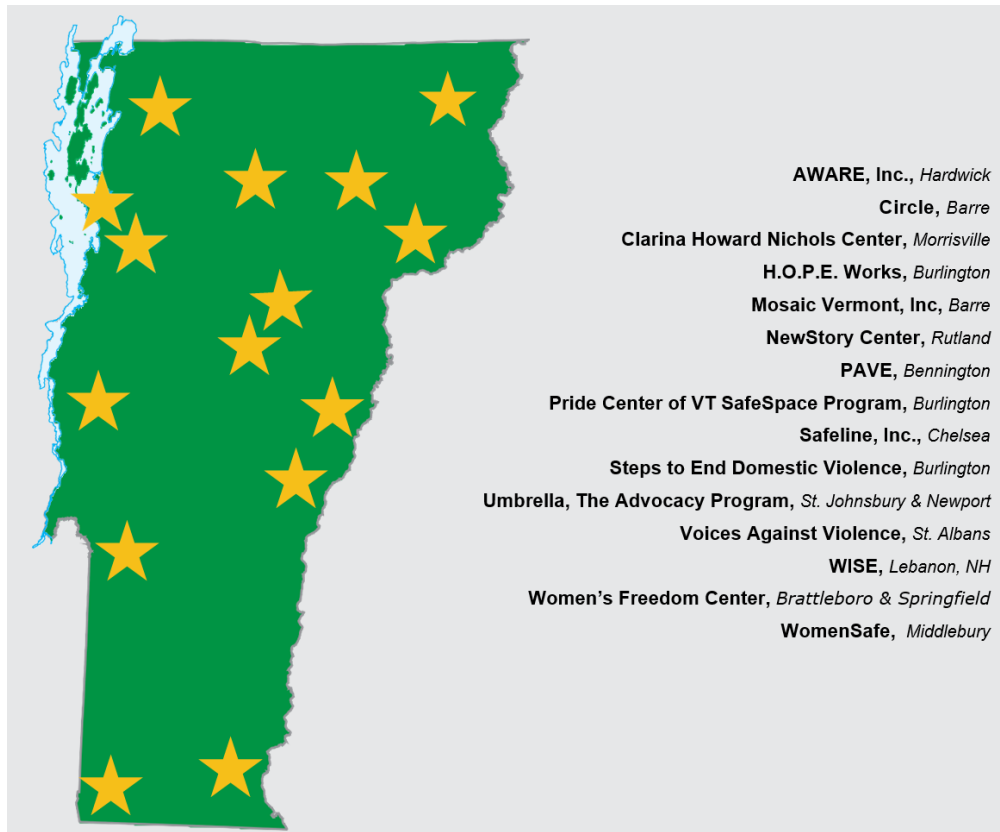 AWARE, Inc., Hardwick
Circle, Barre
Clarina Howard Nichols Center, Morrisville
H.O.P.E. Works, Burlington
Mosaic Vermont, Inc, Barre
NewStory Center, Rutland
PAVE, Bennington
Pride Center of VT SafeSpace Program, Burlington
Safeline, Inc., Chelsea
Steps to End Domestic Violence, Burlington
Umbrella, The Advocacy Program, St. Johnsbury & Newport
Voices Against Violence, St. Albans
WISE, Lebanon, NH
Women’s Freedom Center, Brattleboro & Springfield
WomenSafe, Middlebury